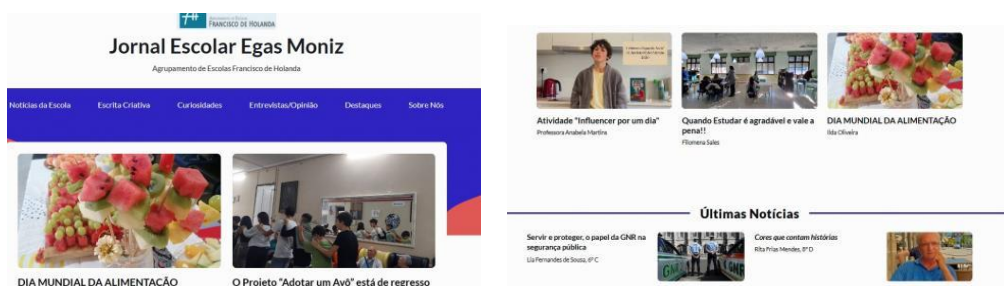 FRANCISCO DE HOLANDA
Jornal Escolar Egas Moniz
Agrupamento de Escolas Francisco de Holanda
Notícias da Escola Escrita Criativa Curiosidades Entrevistas/Opinião Destaques Sobre Nós
DIA MUNDIAL DA ALIMENTAÇÃO
O Projeto "Adotar um Avô" está de regresso
Atividade "Influencer por um dia"
Professora Anabela Martins
Quando Estudar é agradável e vale a
pena!!
Filomena Sales
DIA MUNDIAL DA ALIMENTAÇÃO
Ilda Oliveira
Últimas Notícias
Servir e proteger, o papel da GNR na
segurança pública
Lia Fernandes de Sousa, 6º C
GNR
Cores que contam histórias
Rita Frias Mendes, 8º D